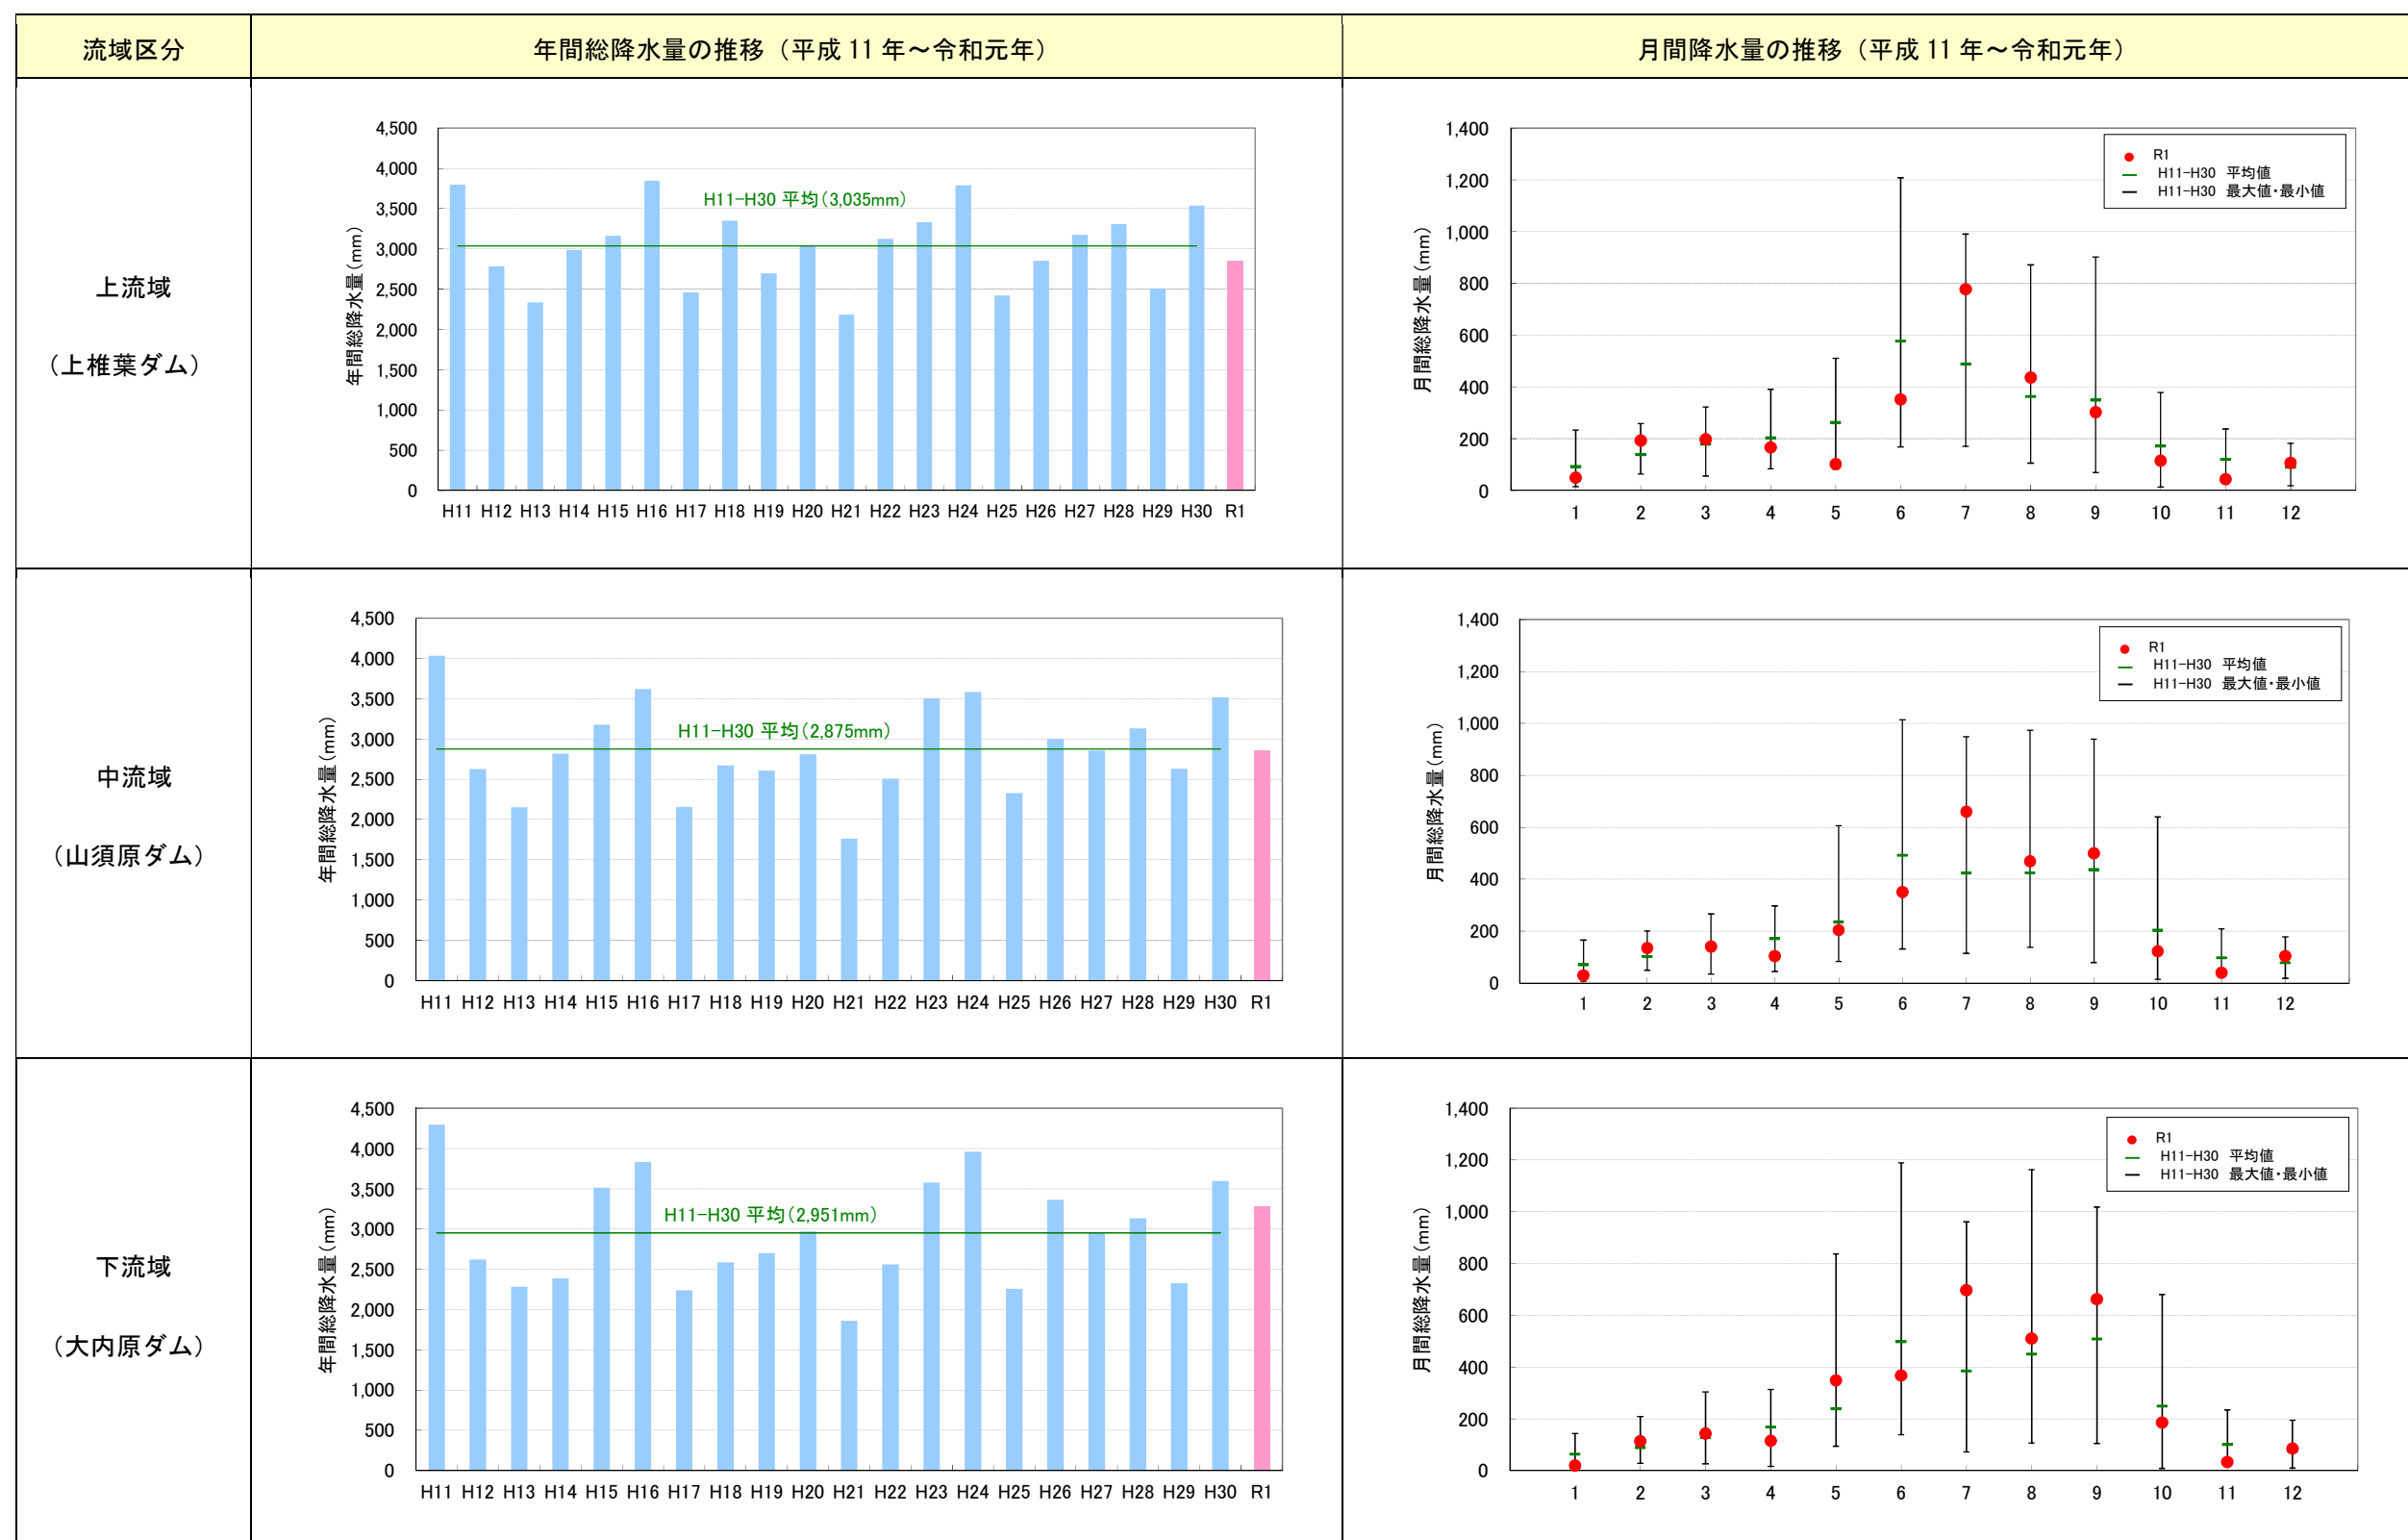 流域区分
年間総降水量の推移（平成 11 年～令和元年）
月間降水量の推移（平成 11 年～令和元年）
上流域
（上椎葉ダム）
年間総降水量(mm)
4,500
4,000
3,500
3,000
2,500
2,000
1,500
1,000
500
0
H11-H30 平均(3,035mm)
H11 H12 H13 H14 H15 H16 H17 H18 H19 H20 H21 H22 H23 H24 H25 H26 H27 H28 H29 H30 R1
月間総降水量(mm)
1,400
1,200
1,000
800
600
400
200
0
R1
H11-H30 平均値
H11-H30 最大値・最小値
1 2 3 4 5 6 7 8 9 10 11 12
中流域
（山須原ダム）
年間総降水量(mm)
4,500
4,000
3,500
3,000
2,500
2,000
1,500
1,000
500
0
H11-H30 平均(2,875mm)
H11 H12 H13 H14 H15 H16 H17 H18 H19 H20 H21 H22 H23 H24 H25 H26 H27 H28 H29 H30 R1
月間総降水量(mm)
1,400
1,200
1,000
800
600
400
200
0
R1
H11-H30 平均値
H11-H30 最大値・最小値
1 2 3 4 5 6 7 8 9 10 11 12
下流域
（大内原ダム）
年間総降水量(mm)
4,500
4,000
3,500
3,000
2,500
2,000
1,500
1,000
500
0
H11-H30 平均(2,951mm)
H11 H12 H13 H14 H15 H16 H17 H18 H19 H20 H21 H22 H23 H24 H25 H26 H27 H28 H29 H30 R1
月間総降水量(mm)
1,400
1,200
1,000
800
600
400
200
0
R1
H11-H30 平均値
H11-H30 最大値・最小値
1 2 3 4 5 6 7 8 9 10 11 12